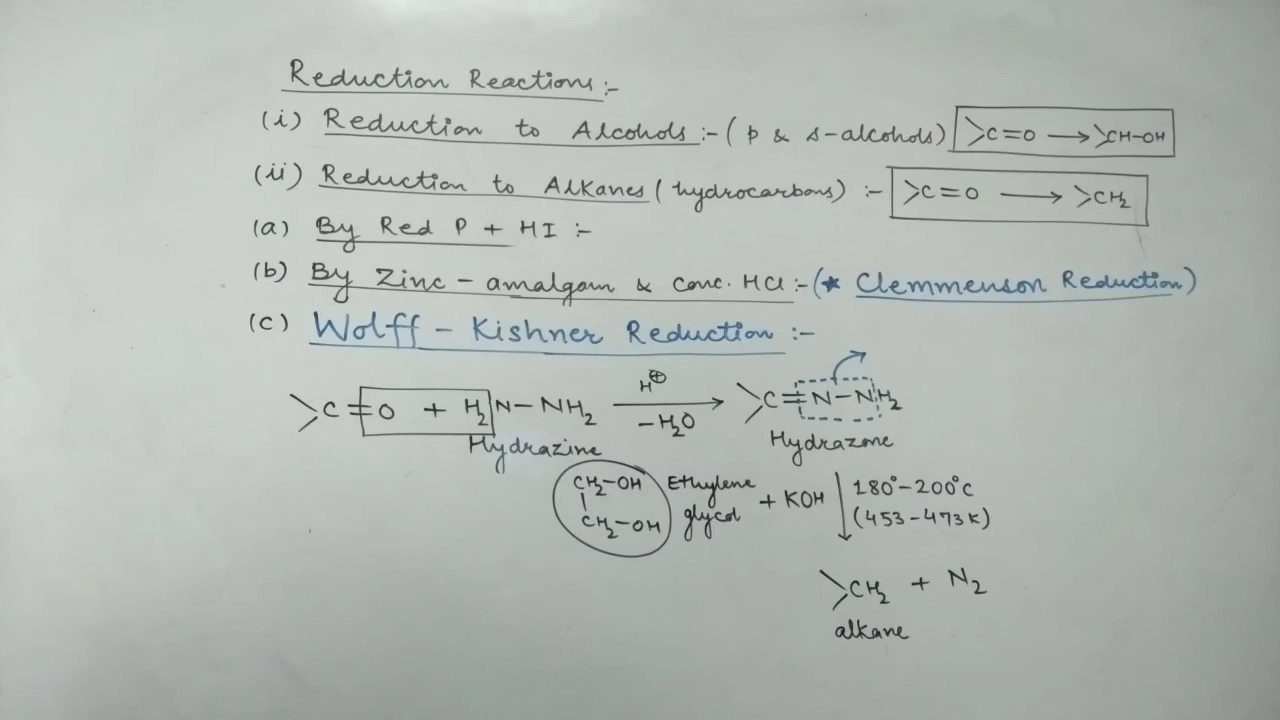 Reduction Reactions :-
(i) Reduction to Alcohols :- ( p & s-alcohols) >C=O ⟶ >CH-OH
(ii) Reduction to Alkanes ( hydrocarbons) :- >C=O ⟶ >CH₂
(a) By Red P + HI :-
(b) By Zinc - amalgam & conc. HCl :- (* Clemmenson Reduction)
(c) Wolff - Kishner Reduction :-
>C=O + H₂N-NH₂ H⊕ ⟶ -H₂O >C=N-NH₂
Hydrazine Hydrazone
CH₂-OH Ethylene + KOH 180°-200°C
CH₂-OH glycol (453-473K)
>CH₂ + N₂
alkane